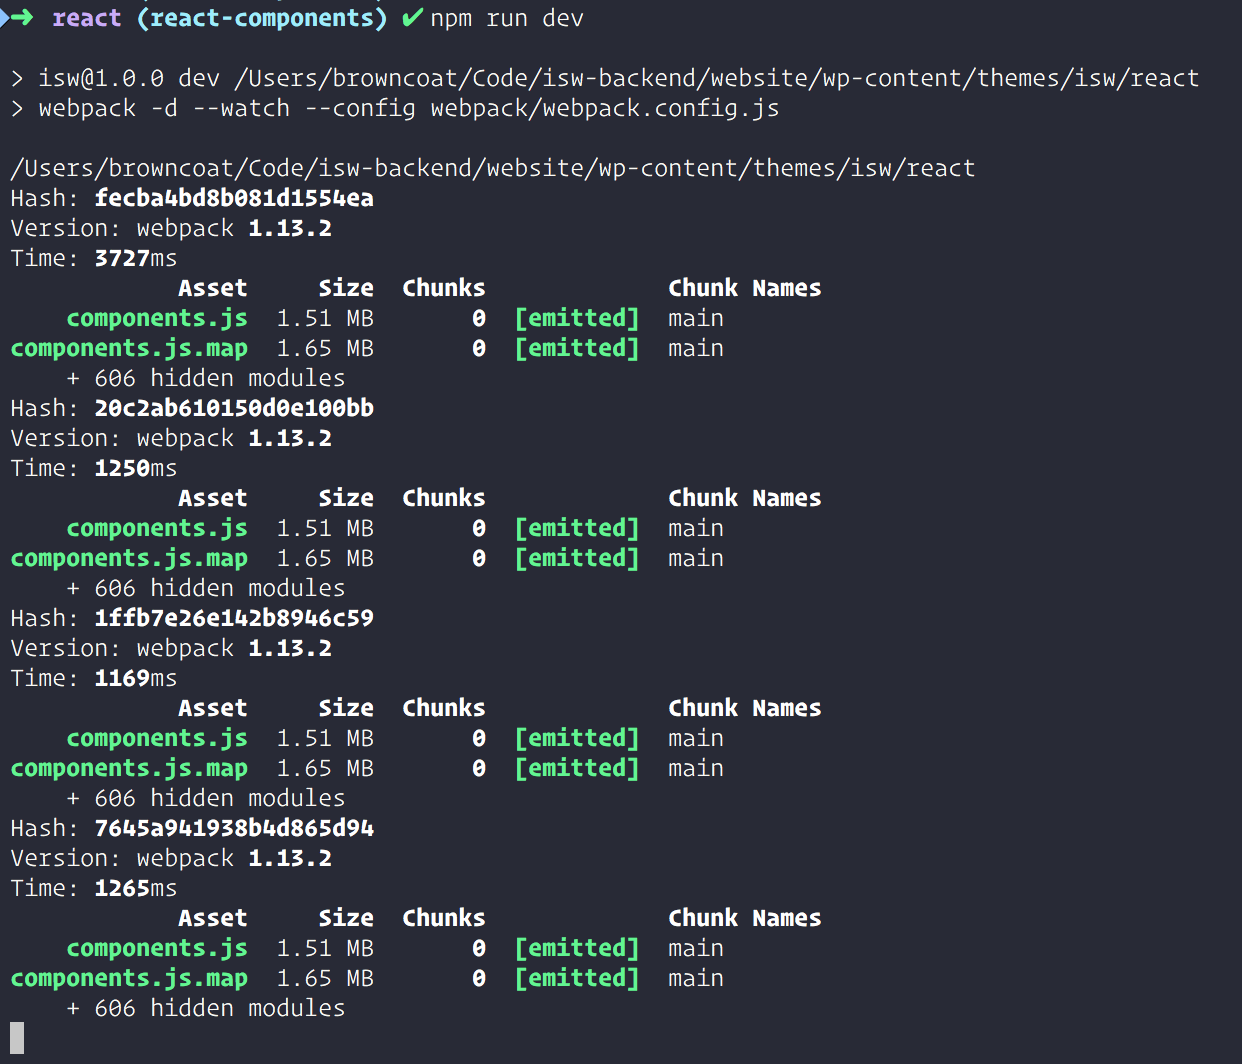 ➜ react (react-components) ✔ npm run dev
> isw@1.0.0 dev /Users/browncoat/Code/isw-backend/website/wp-content/themes/isw/react
> webpack -d --watch --config webpack/webpack.config.js
/Users/browncoat/Code/isw-backend/website/wp-content/themes/isw/react
Hash: fecba4bd8b081d1554ea
Version: webpack 1.13.2
Time: 3727ms
Asset Size Chunks Chunk Names
components.js 1.51 MB 0 [emitted] main
components.js.map 1.65 MB 0 [emitted] main
+ 606 hidden modules
Hash: 20c2ab610150d0e100bb
Version: webpack 1.13.2
Time: 1250ms
Asset Size Chunks Chunk Names
components.js 1.51 MB 0 [emitted] main
components.js.map 1.65 MB 0 [emitted] main
+ 606 hidden modules
Hash: 1ffb7e26e142b8946c59
Version: webpack 1.13.2
Time: 1169ms
Asset Size Chunks Chunk Names
components.js 1.51 MB 0 [emitted] main
components.js.map 1.65 MB 0 [emitted] main
+ 606 hidden modules
Hash: 7645a941938b4d865d94
Version: webpack 1.13.2
Time: 1265ms
Asset Size Chunks Chunk Names
components.js 1.51 MB 0 [emitted] main
components.js.map 1.65 MB 0 [emitted] main
+ 606 hidden modules